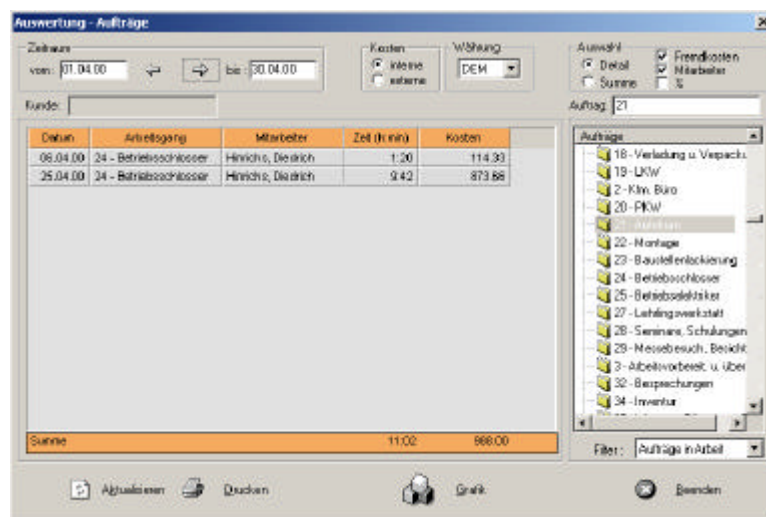 Auswertung - Aufträge
Zeitraum
vom: 01.04.00 bis: 30.04.00
Kosten
interne
externe
Währung
DEM
Auswahl
Detail
Summe
Fremdkosten
Mitarbeiter
%
Kunde:
Auftrag: 21
Datum Arbeitsgang Mitarbeiter Zeit (h:min) Kosten
06.04.00 24 - Betriebsschlosser Hinrichs, Diedrich 1:20 114.33
25.04.00 24 - Betriebsschlosser Hinrichs, Diedrich 9:42 873.66
Summe 11:02 988.00
Aufträge
18 - Verladung u. Verpacku
19 - LKW
2 - Kfm. Büro
20 - PKW
21 -
22 - Montage
23 - Baustellenlackierung
24 - Betriebsschlosser
25 - Betriebselektriker
27 - Lehrlingswerkstatt
28 - Seminare, Schulungen
29 - Messebesuch, Besicht
3 - Arbeitsvorbereit. u. über
32 - Besprechungen
34 - Inventur
Filter: Aufträge in Arbeit
Aktualisieren
Drucken
Grafik
Beenden